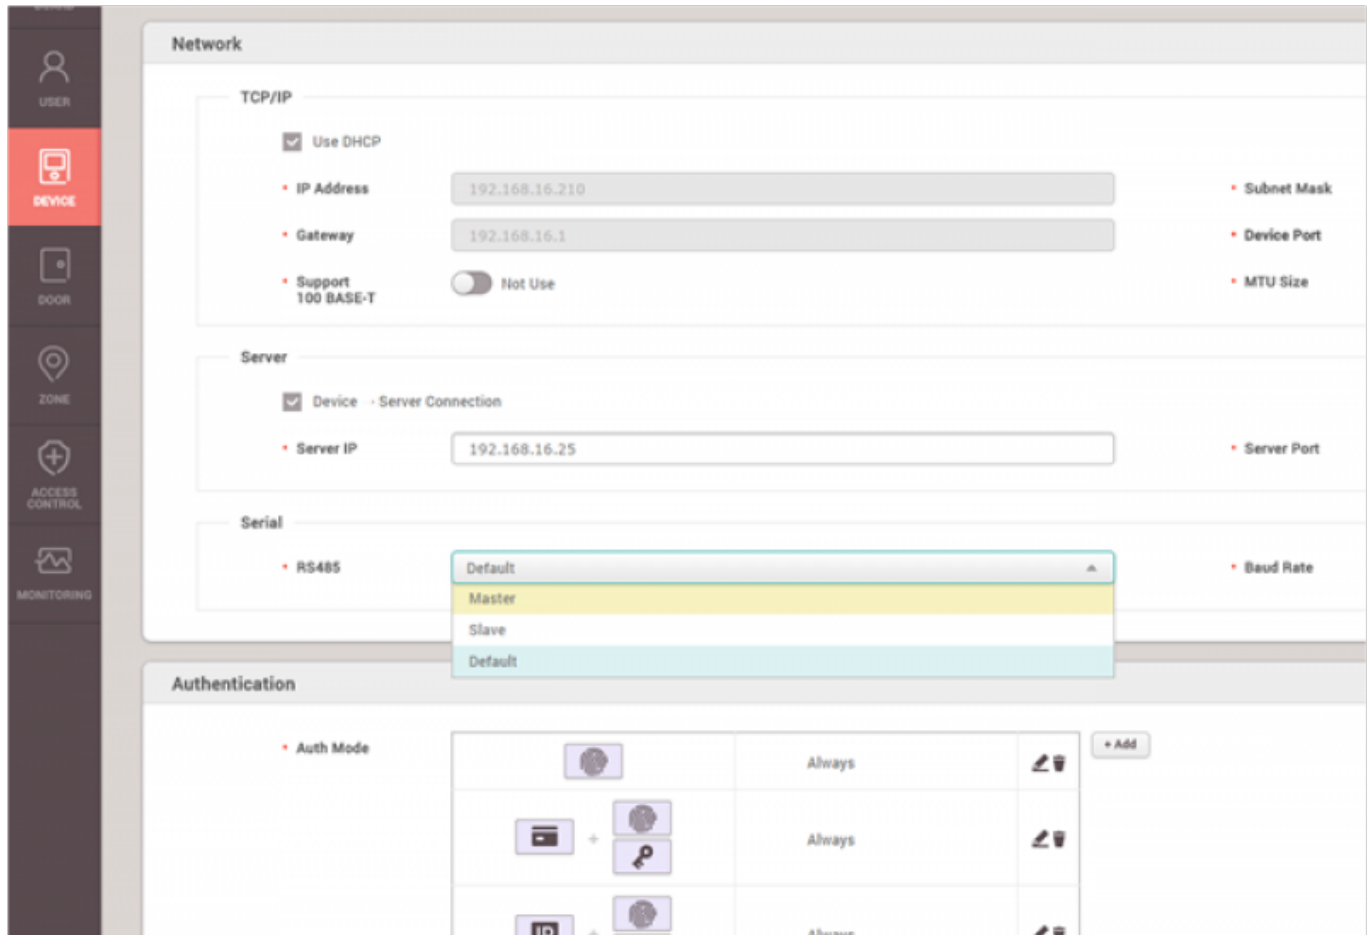 Network
USER
TCP/IP
Use DHCP
DEVICE
IP Address 192.168.16.210 Subnet Mask
Gateway 192.168.16.1 Device Port
Support
100 BASE-T Not Use MTU Size
DOOR
Server
ZONE
Device - Server Connection
Server IP 192.168.16.25 Server Port
ACCESS
CONTROL
Serial
RS485 Default Baud Rate
MONITORING
Master
Slave
Default
Authentication
Auth Mode + Add
Always
+ Always
ID + Always